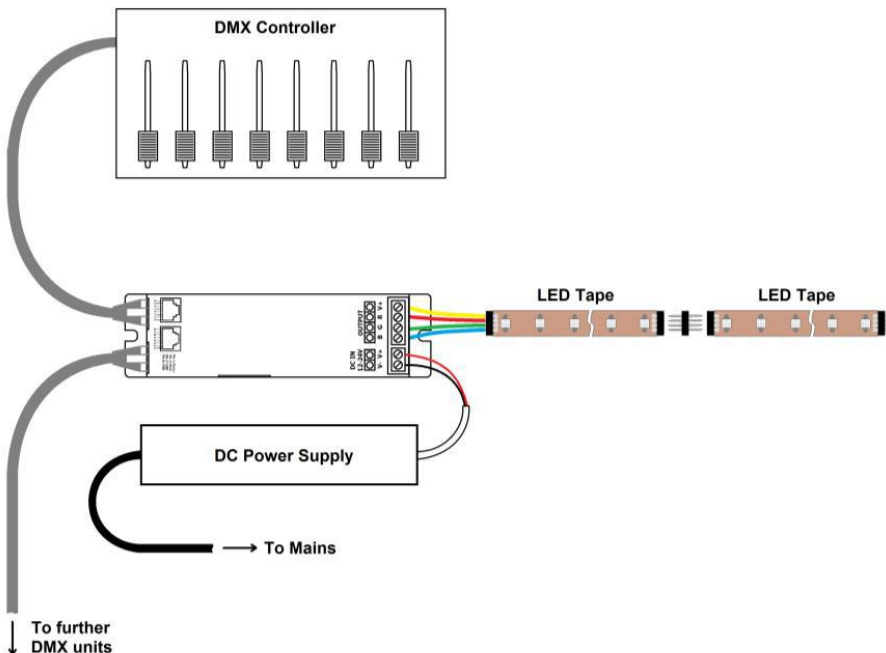 DMX Controller
LED Tape
LED Tape
OUTPUT
V+
R
G
B
DC IN
12-24V
V+
V-
DC Power Supply
To Mains
To further
DMX units